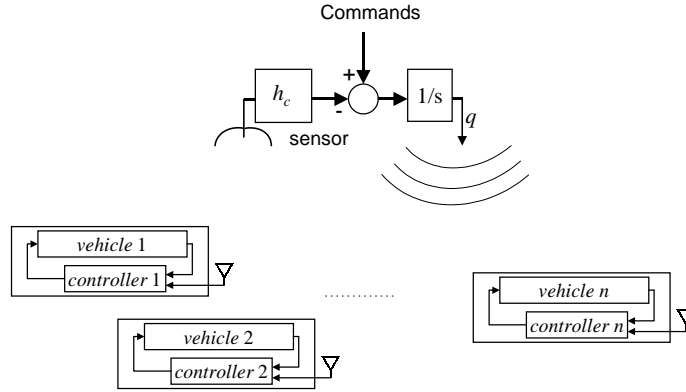 Commands
+
h_c
-
1/s
q
sensor
vehicle 1
controller 1
vehicle 2
controller 2
vehicle n
controller n